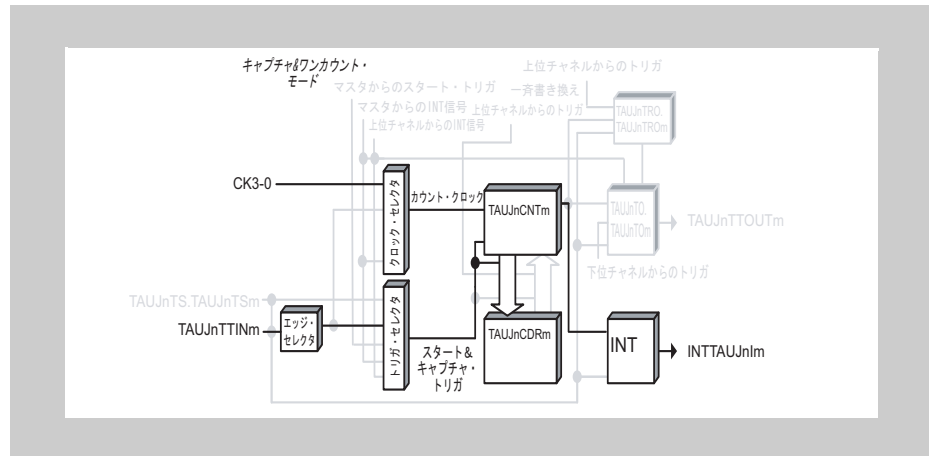 キャプチャ&ワンカウント・
モード
上位チャネルからのトリガ
マスタからのスタート・トリガ
一斉書き換え
マスタからのINT信号
上位チャネルからのトリガ
上位チャネルからのINT信号
TAUJnTRO.
TAUJnTROm
CK3-0
クロック・セレクタ
カウント・クロック
TAUJnCNTm
TAUJnTO.
TAUJnTOm
TAUJnTTOUTm
下位チャネルからのトリガ
TAUJnTS.TAUJnTSm
TAUJnTTINm
エッジ・
セレクタ
トリガ・セレクタ
スタート&
キャプチャ・
トリガ
TAUJnCDRm
INT
INTTAUJnIm